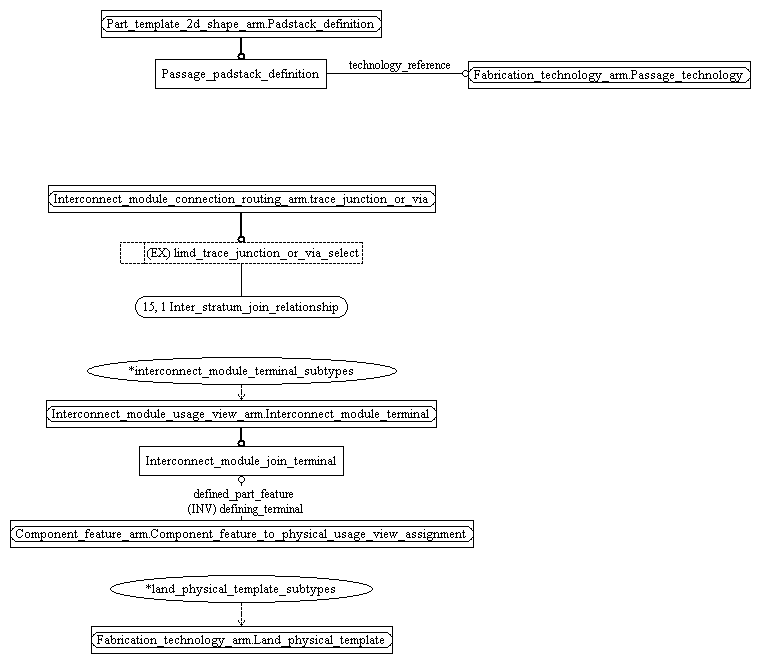 Part_template_2d_shape_arm.Padstack_definition
Passage_padstack_definition
technology_reference
Fabrication_technology_arm.Passage_technology
Interconnect_module_connection_routing_arm.trace_junction_or_via
(EX) limd_trace_junction_or_via_select
15, 1 Inter_stratum_join_relationship
*interconnect_module_terminal_subtypes
Interconnect_module_usage_view_arm.Interconnect_module_terminal
Interconnect_module_join_terminal
defined_part_feature
(INV) defining_terminal
Component_feature_arm.Component_feature_to_physical_usage_view_assignment
*land_physical_template_subtypes
Fabrication_technology_arm.Land_physical_template